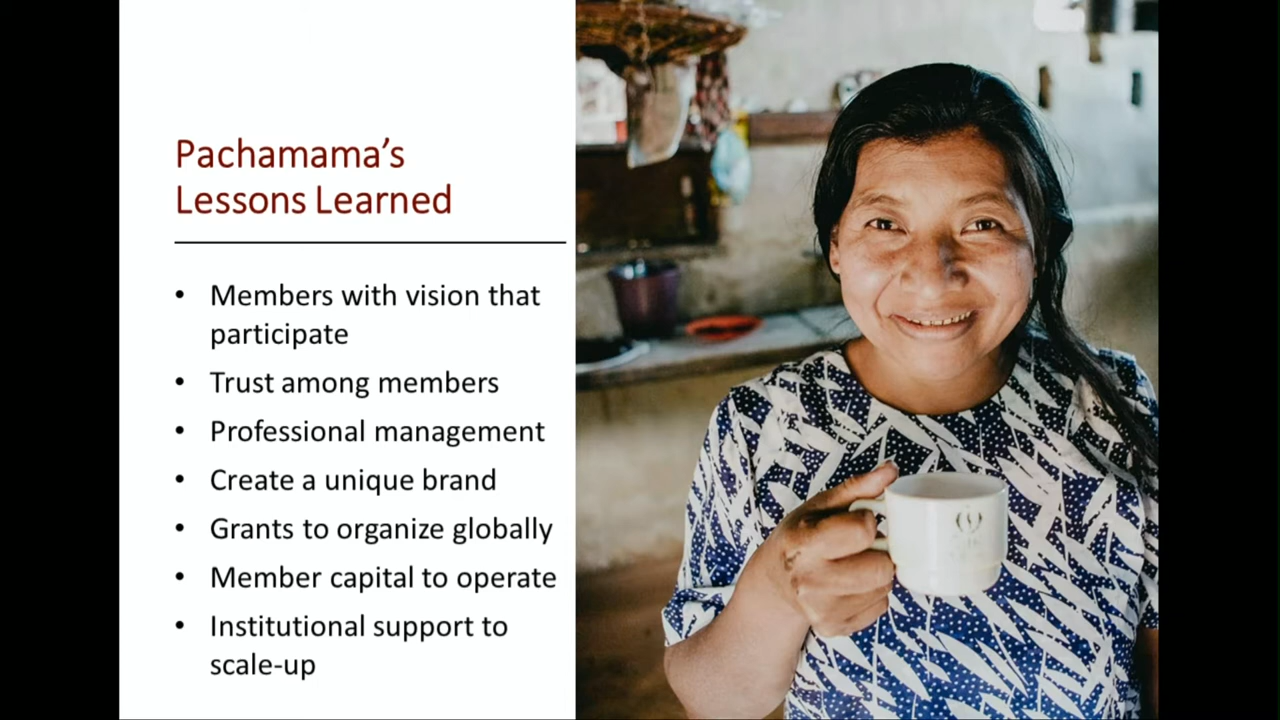 Pachamama’s
Lessons Learned
• Members with vision that
participate
• Trust among members
• Professional management
• Create a unique brand
• Grants to organize globally
• Member capital to operate
• Institutional support to
scale-up